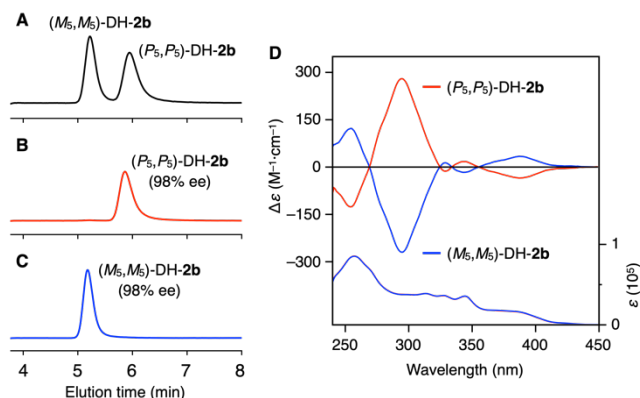 A
(M₅,M₅)-DH-2b
(P₅,P₅)-DH-2b
B
(P₅,P₅)-DH-2b
(98% ee)
C
(M₅,M₅)-DH-2b
(98% ee)
4 5 6 7 8
Elution time (min)
D
300
150
0
−150
−300
Δε (M⁻¹·cm⁻¹)
(P₅,P₅)-DH-2b
(M₅,M₅)-DH-2b
1
0
ε (10⁵)
250 300 350 400 450
Wavelength (nm)